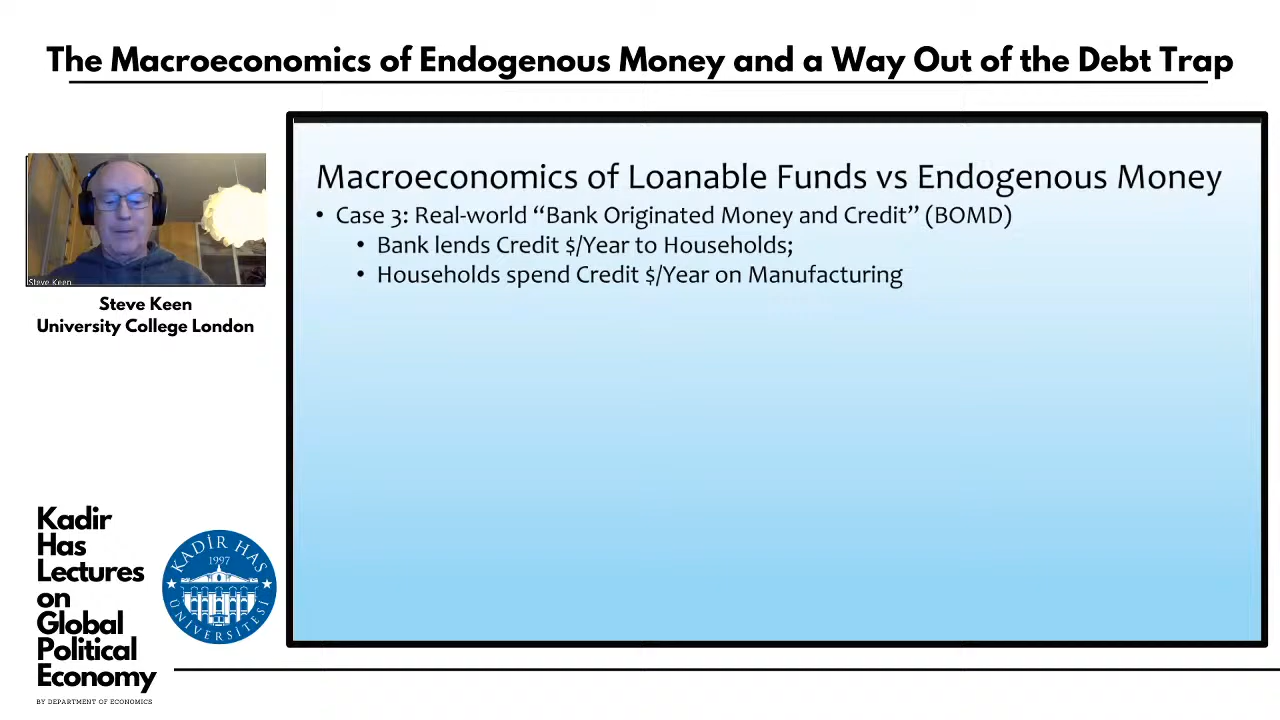 The Macroeconomics of Endogenous Money and a Way Out of the Debt Trap
Steve Keen
Steve Keen
University College London
Macroeconomics of Loanable Funds vs Endogenous Money
• Case 3: Real-world “Bank Originated Money and Credit” (BOMD)
• Bank lends Credit $/Year to Households;
• Households spend Credit $/Year on Manufacturing
Kadir
Has
Lectures
on
Global
Political
Economy
BY DEPARTMENT OF ECONOMICS
KADİR HAS
1997
ÜNİVERSİTESİ